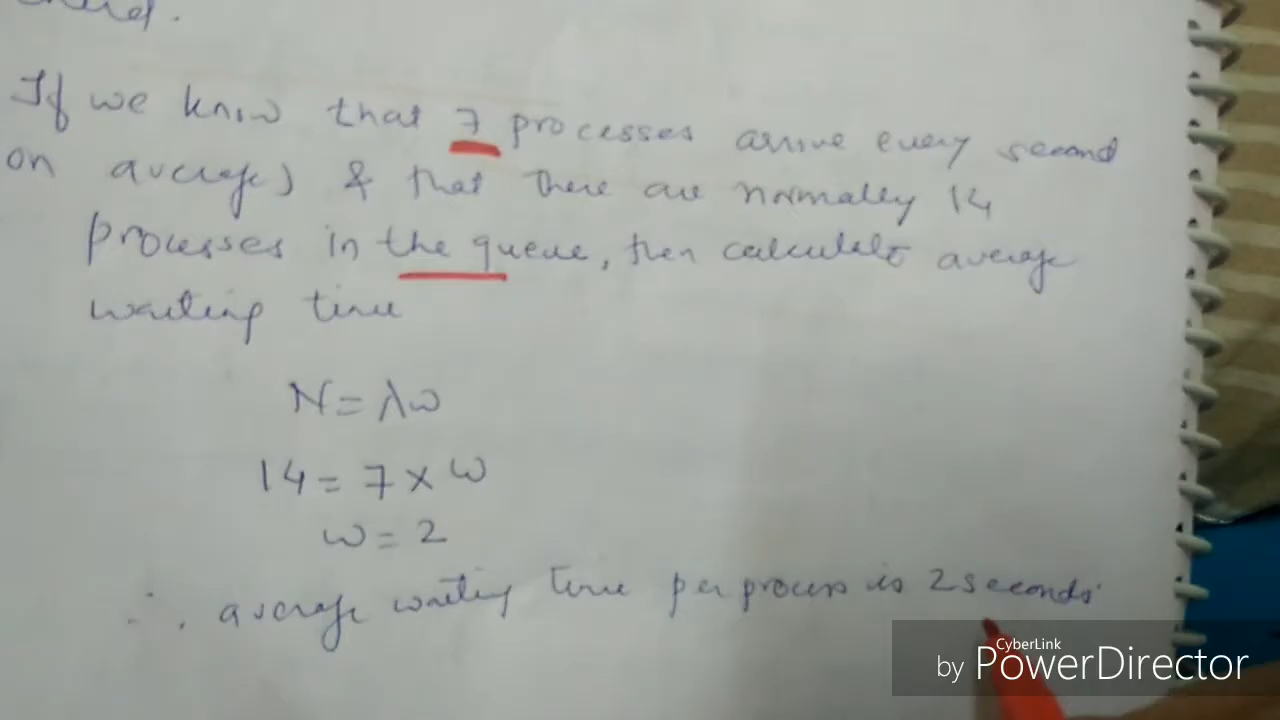 If we know that 7 processes arrive every second
on average) & that there are normally 14
processes in the queue, then calculate average
waiting time
N = λω
14 = 7 × ω
ω = 2
∴ average waiting time per process is 2 seconds.
CyberLink
by PowerDirector